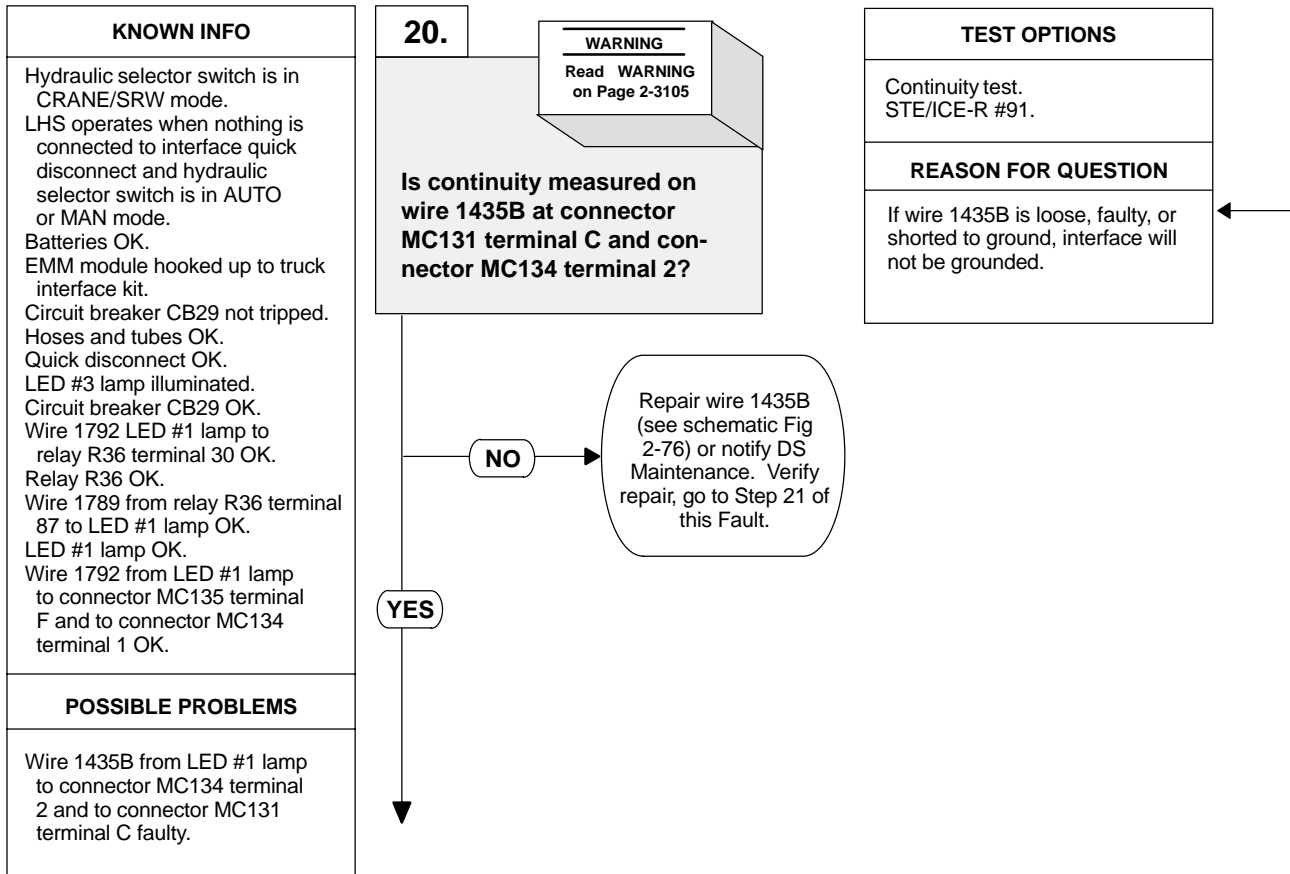 KNOWN INFO
Hydraulic selector switch is in
CRANE/SRW mode.
LHS operates when nothing is
connected to interface quick
disconnect and hydraulic
selector switch is in AUTO
or MAN mode.
Batteries OK.
EMM module hooked up to truck
interface kit.
Circuit breaker CB29 not tripped.
Hoses and tubes OK.
Quick disconnect OK.
LED #3 lamp illuminated.
Circuit breaker CB29 OK.
Wire 1792 LED #1 lamp to
relay R36 terminal 30 OK.
Relay R36 OK.
Wire 1789 from relay R36 terminal
87 to LED #1 lamp OK.
LED #1 lamp OK.
Wire 1792 from LED #1 lamp
to connector MC135 terminal
F and to connector MC134
terminal 1 OK.
POSSIBLE PROBLEMS
Wire 1435B from LED #1 lamp
to connector MC134 terminal
2 and to connector MC131
terminal C faulty.
20.
WARNING
Read WARNING
on Page 2-3105
Is continuity measured on
wire 1435B at connector
MC131 terminal C and con-
nector MC134 terminal 2?
NO
Repair wire 1435B
(see schematic Fig
2-76) or notify DS
Maintenance. Verify
repair, go to Step 21 of
this Fault.
YES
TEST OPTIONS
Continuity test.
STE/ICE-R #91.
REASON FOR QUESTION
If wire 1435B is loose, faulty, or
shorted to ground, interface will
not be grounded.